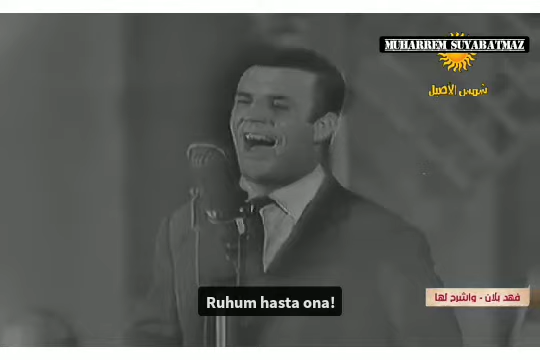 MUHARREM SUYABATMAZ
شمس الاصيل
Ruhum hasta ona!
فهد بلان - واشرح لها